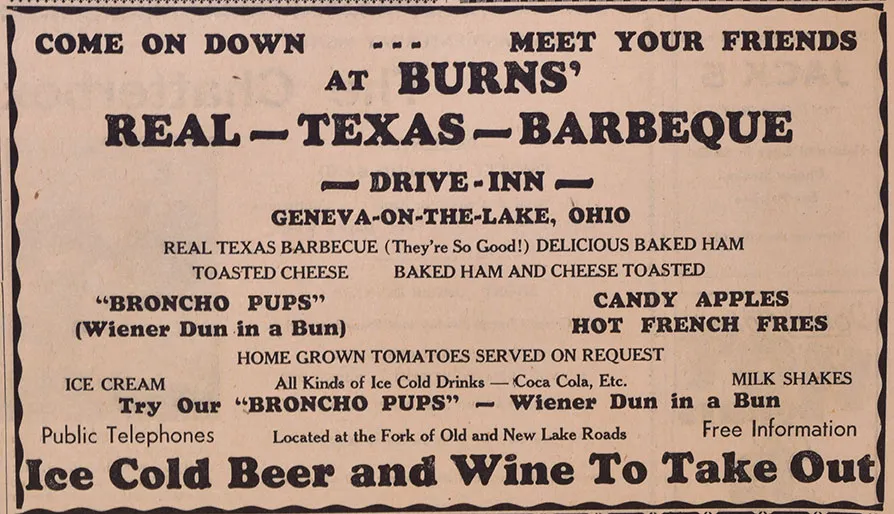 COME ON DOWN - - - MEET YOUR FRIENDS
AT BURNS'
REAL — TEXAS — BARBEQUE
— DRIVE-INN —
GENEVA-ON-THE-LAKE, OHIO
REAL TEXAS BARBECUE (They're So Good!) DELICIOUS BAKED HAM
TOASTED CHEESE BAKED HAM AND CHEESE TOASTED
"BRONCHO PUPS" CANDY APPLES
(Wiener Dun in a Bun) HOT FRENCH FRIES
HOME GROWN TOMATOES SERVED ON REQUEST
ICE CREAM All Kinds of Ice Cold Drinks — Coca Cola, Etc. MILK SHAKES
Try Our "BRONCHO PUPS" — Wiener Dun in a Bun
Public Telephones Located at the Fork of Old and New Lake Roads Free Information
Ice Cold Beer and Wine To Take Out